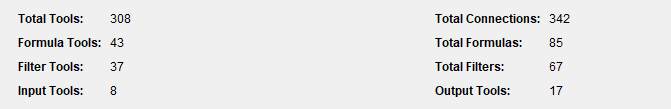 Total Tools: 308 Total Connections: 342
Formula Tools: 43 Total Formulas: 85
Filter Tools: 37 Total Filters: 67
Input Tools: 8 Output Tools: 17